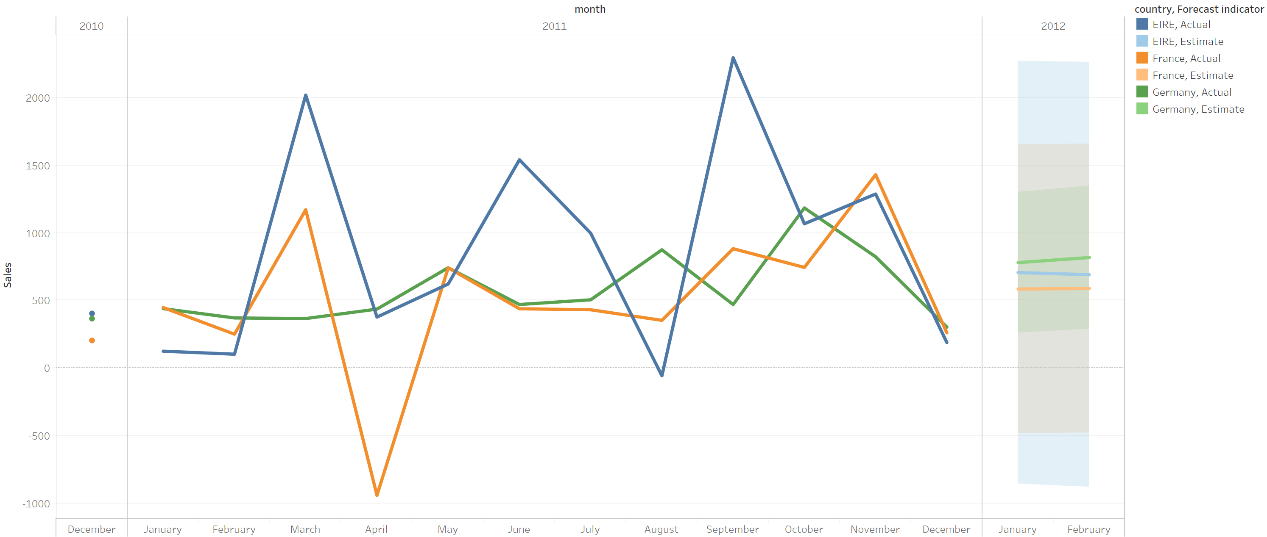 month
country, Forecast indicator
2010
2011
2012
EIRE, Actual
EIRE, Estimate
France, Actual
France, Estimate
Germany, Actual
Germany, Estimate
Sales
2000
1500
1000
500
0
-500
-1000
December
January
February
March
April
May
June
July
August
September
October
November
December
January
February